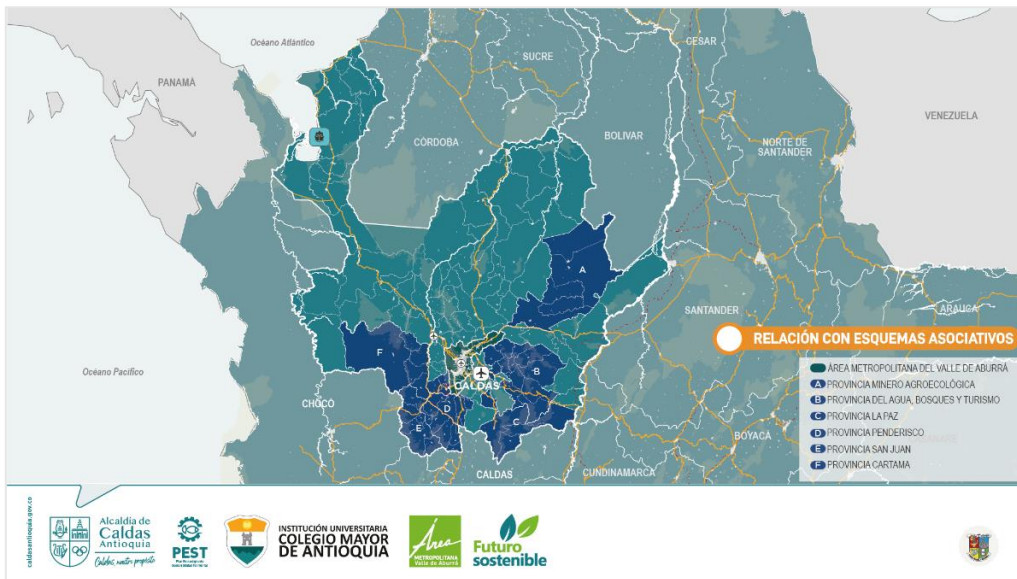 Océano Atlántico
PANAMÁ
SUCRE
CESAR
VENEZUELA
CÓRDOBA
BOLIVAR
NORTE DE
SANTANDER
A
SANTANDER
ARAUCA
RELACIÓN CON ESQUEMAS ASOCIATIVOS
F
Océano Pacífico
B
CALDAS
CHOCÓ
D
C
E
BOYACÁ
CALDAS
CUNDINAMARCA
ÁREA METROPOLITANA DEL VALLE DE ABURRÁ
A PROVINCIA MINERO AGROECOLÓGICA
B PROVINCIA DEL AGUA, BOSQUES Y TURISMO
C PROVINCIA LA PAZ
D PROVINCIA PENDERISCO
E PROVINCIA SAN JUAN
F PROVINCIA CARTAMA
caldasantioquia.gov.co
Alcaldía de
Caldas
Antioquia
Caldas, nuestro propósito
PEST
INSTITUCIÓN UNIVERSITARIA
COLEGIO MAYOR
DE ANTIOQUIA
Área
METROPOLITANA
Valle de Aburrá
Futuro
sostenible